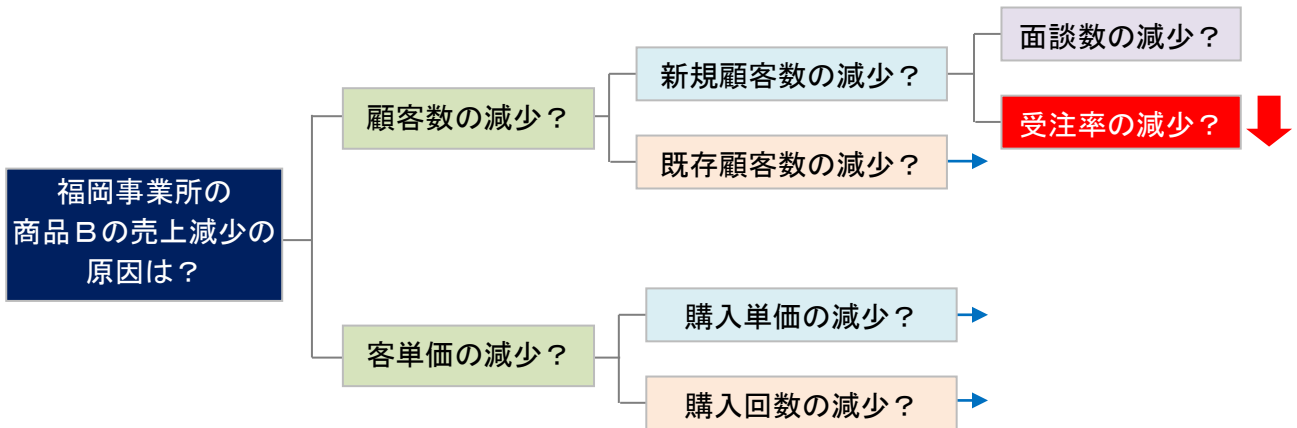 福岡事業所の
商品Bの売上減少の
原因は？
顧客数の減少？
新規顧客数の減少？
面談数の減少？
受注率の減少？
既存顧客数の減少？
客単価の減少？
購入単価の減少？
購入回数の減少？